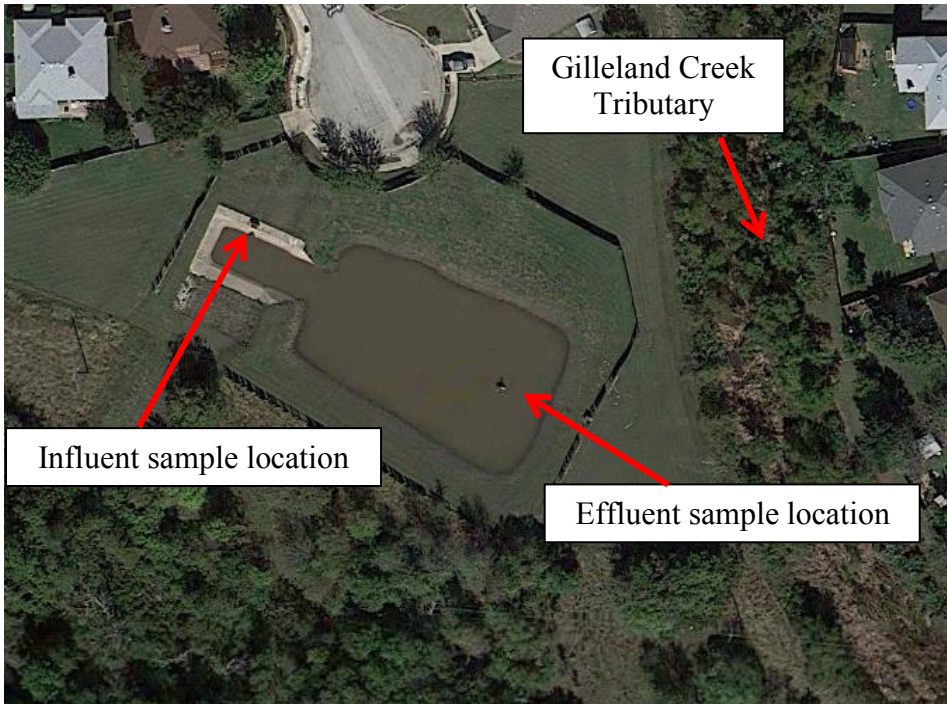 Gilleland Creek
Tributary
Influent sample location
Effluent sample location